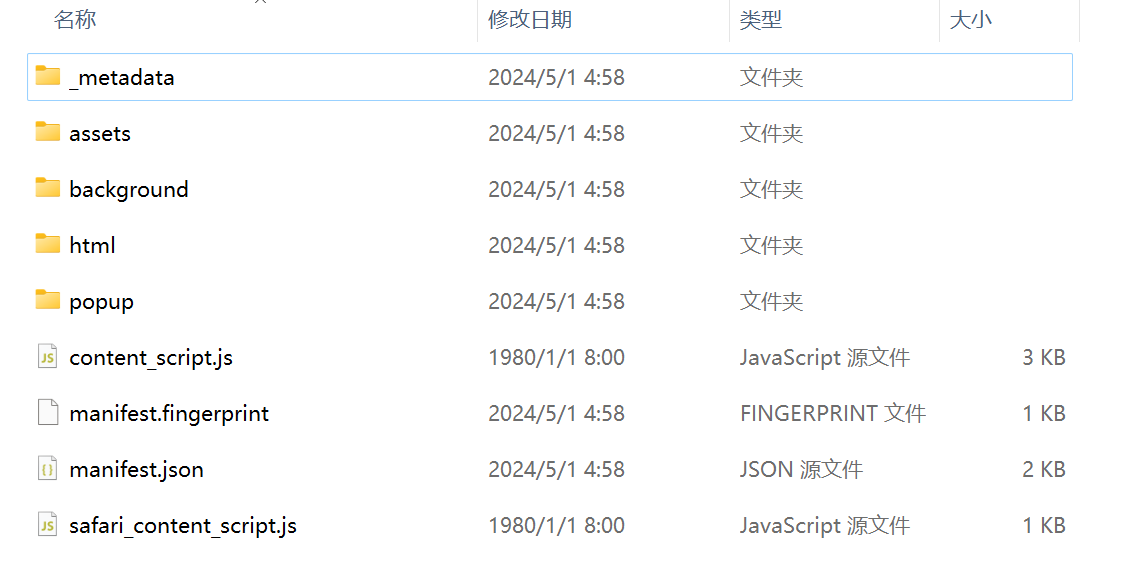 名称 修改日期 类型 大小
_metadata 2024/5/1 4:58 文件夹
assets 2024/5/1 4:58 文件夹
background 2024/5/1 4:58 文件夹
html 2024/5/1 4:58 文件夹
popup 2024/5/1 4:58 文件夹
content_script.js 1980/1/1 8:00 JavaScript 源文件 3 KB
manifest.fingerprint 2024/5/1 4:58 FINGERPRINT 文件 1 KB
manifest.json 2024/5/1 4:58 JSON 源文件 2 KB
safari_content_script.js 1980/1/1 8:00 JavaScript 源文件 1 KB